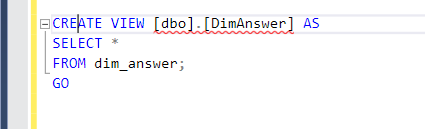 CREATE VIEW [dbo].[DimAnswer] AS
SELECT *
FROM dim_answer;
GO